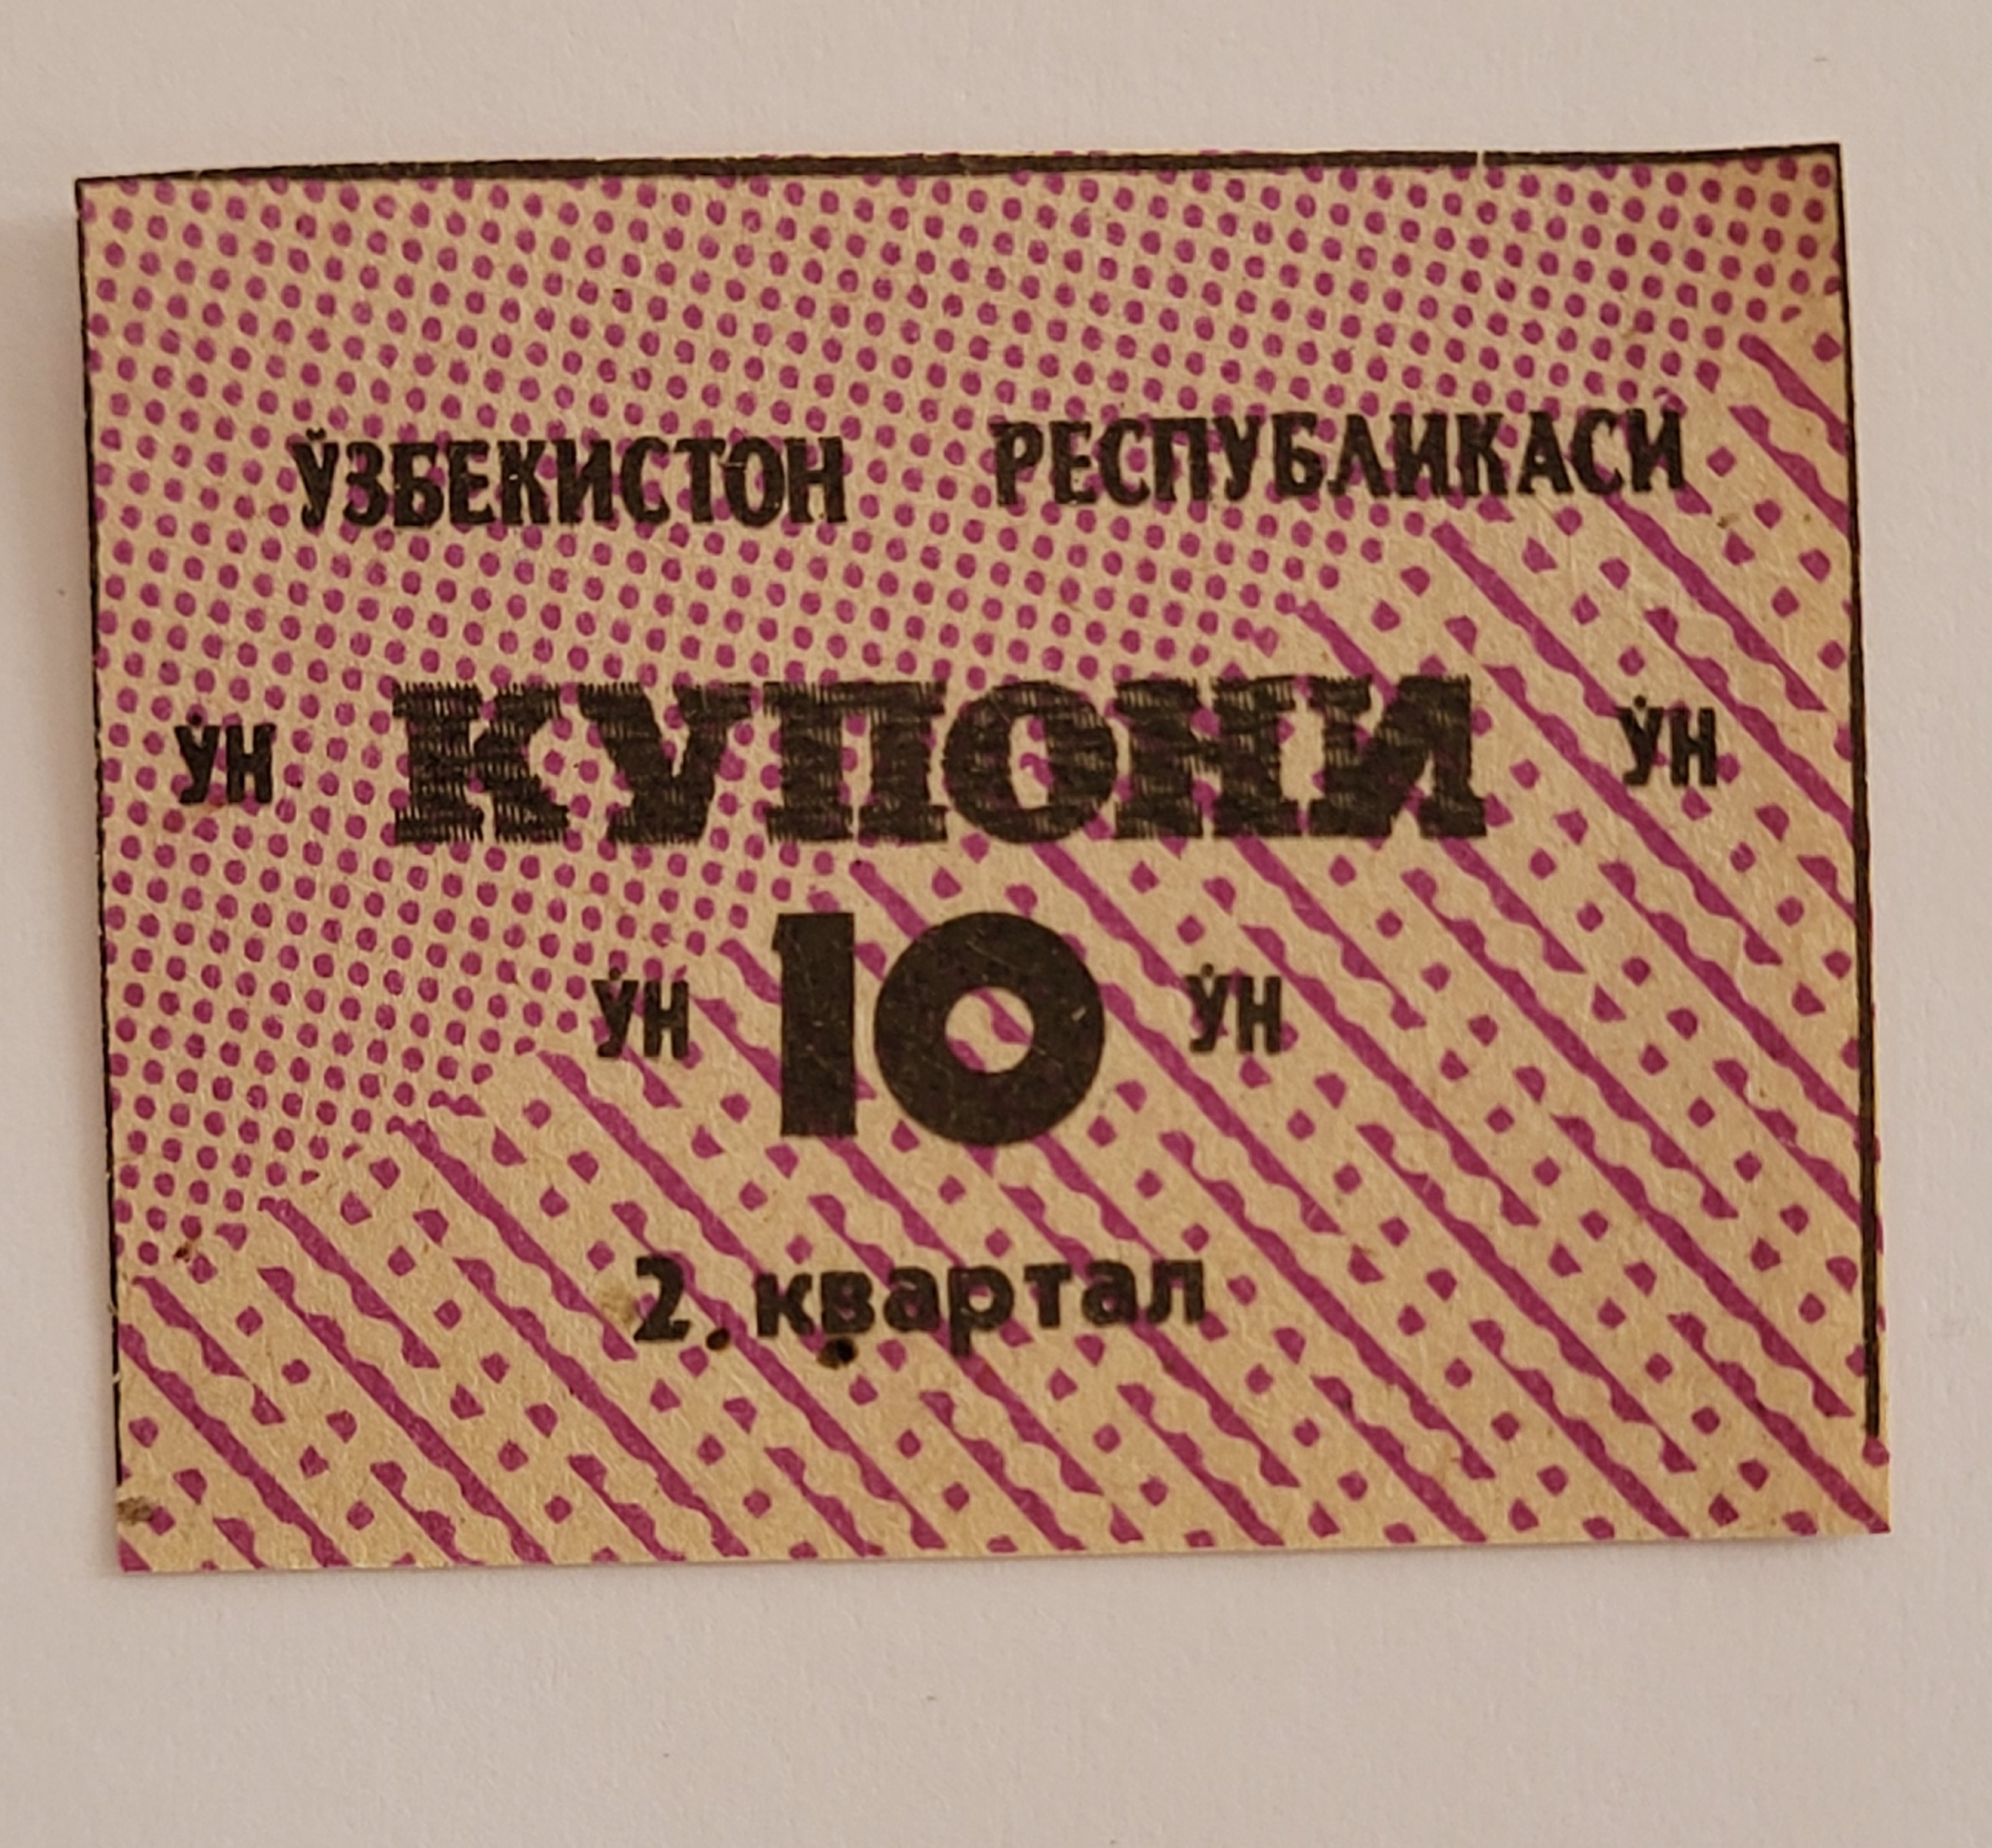 ЎЗБЕКИСТОН РЕСПУБЛИКАСИ
ЎН КУПОНИ ЎН
ЎН 10 ЎН
2. квартал